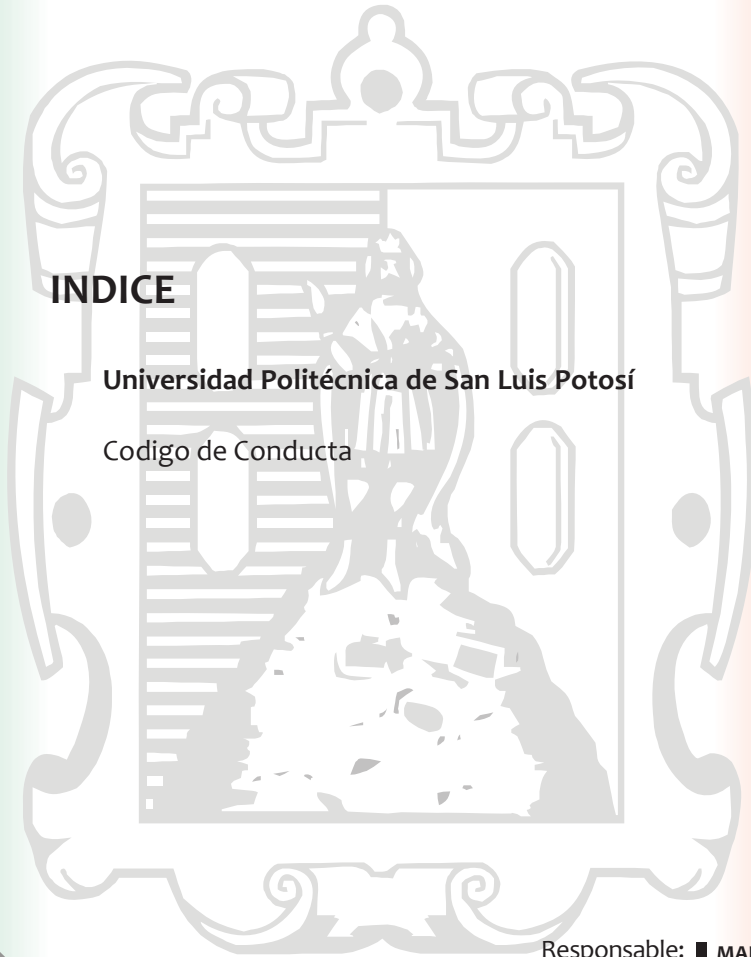 INDICE
Universidad Politécnica de San Luis Potosí
Codigo de Conducta
Responsable: